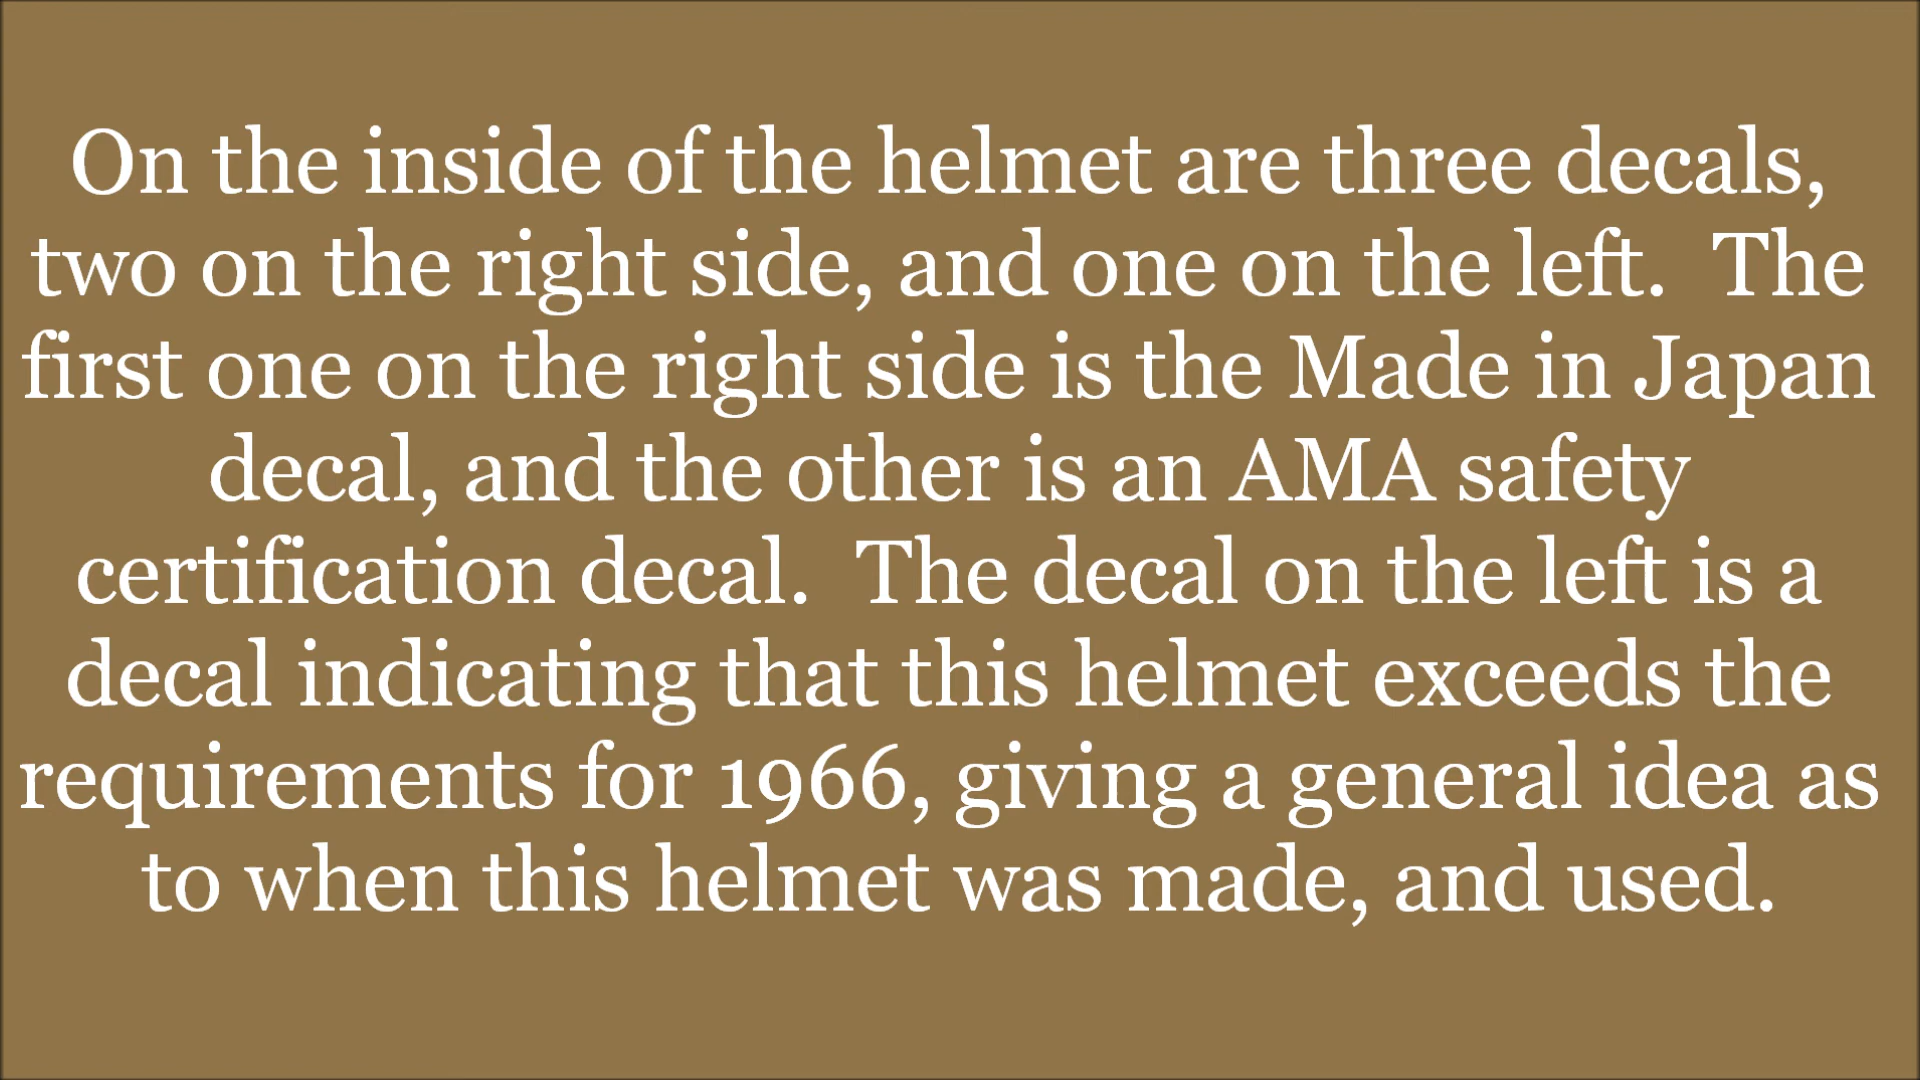 On the inside of the helmet are three decals,
two on the right side, and one on the left.  The
first one on the right side is the Made in Japan
decal, and the other is an AMA safety
certification decal.  The decal on the left is a
decal indicating that this helmet exceeds the
requirements for 1966, giving a general idea as
to when this helmet was made, and used.